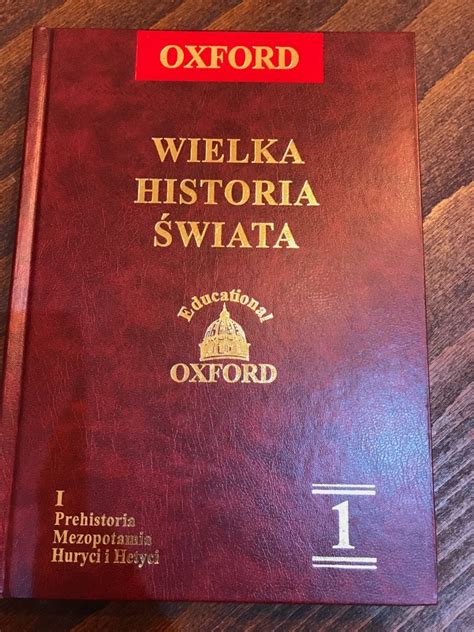 OXFORD
WIELKA
HISTORIA
ŚWIATA
Educational
OXFORD
I
Prehistoria
Mezopotamia
Huryci i Hetyci
1